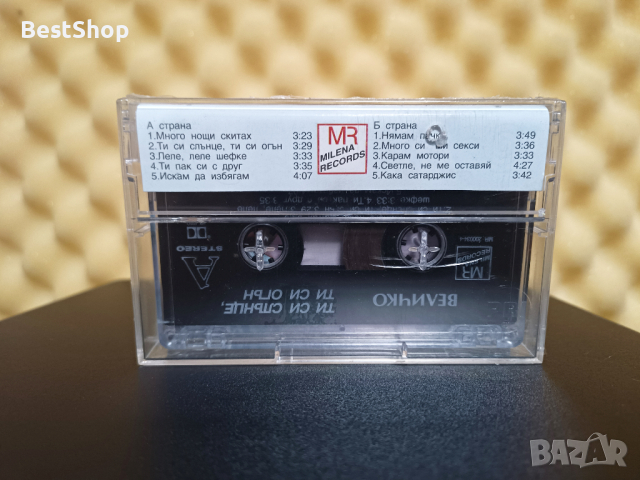 BestShop
А страна
1.Много нощи скитах 3:23
2.Ти си слънце, ти си огън 3:29
3.Леле, леле шефке 3:33
4.Ти пак си с друг 3:35
5.Искам да избягам 4:07
MR
MILENA
RECORDS
Б страна
1.Нямам 3:49
2.Много си секси 3:36
3.Карам мотори 3:33
4.Светле, не ме оставяй 4:27
5.Кака сатарджис 3:42
A
STEREO
MR
RECORDS
ВЕЛИЧКО
ТИ СИ СЛЪНЦЕ,
ТИ СИ ОГЪН
BAZAR